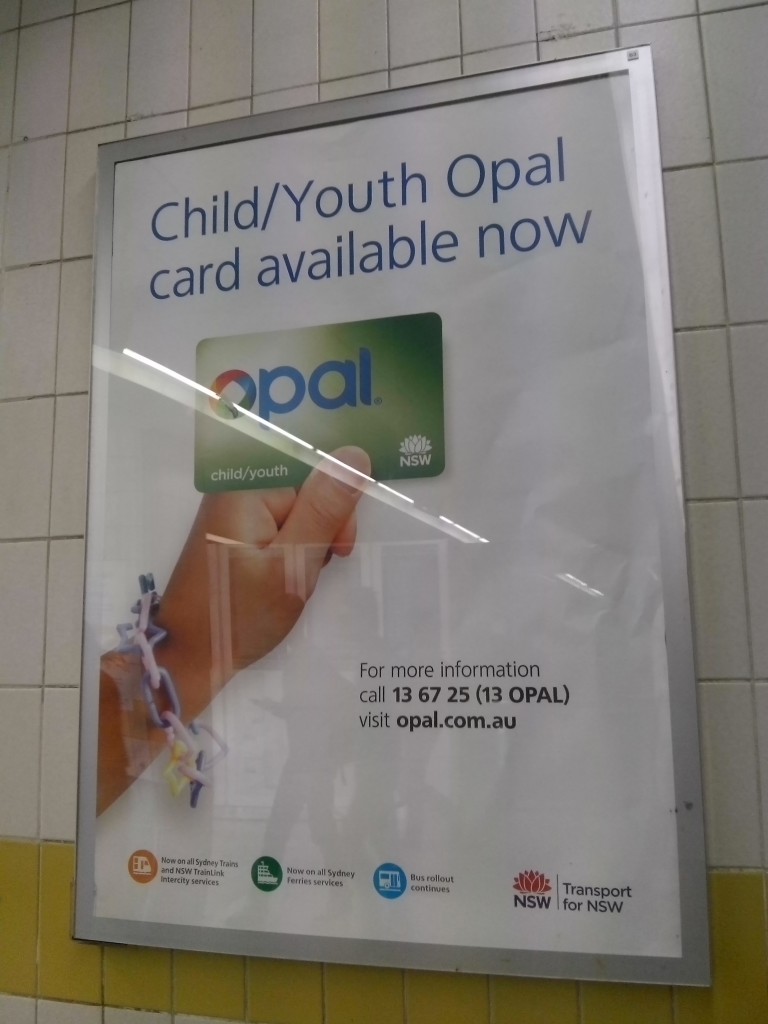 Child/Youth Opal
card available now
opal®
child/youth
NSW
For more information
call 13 67 25 (13 OPAL)
visit opal.com.au
Now on all Sydney Trains
and NSW TrainLink
Intercity services
Now on all Sydney
Ferries services
Bus rollout
continues
NSW
Transport
for NSW